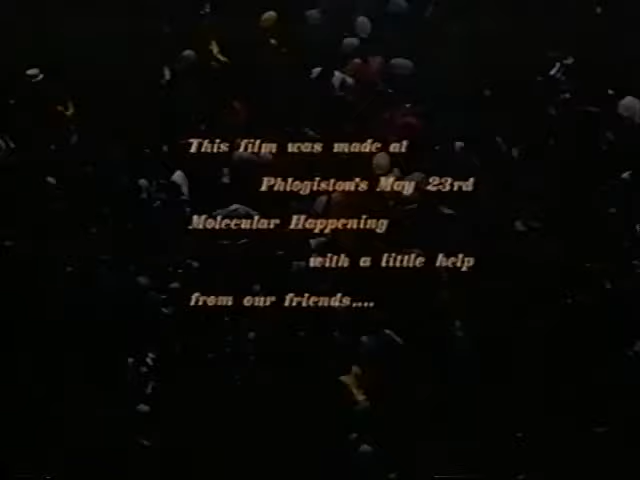 This film was made at
Phlogiston's May 23rd
Molecular Happening
with a little help
from our friends....